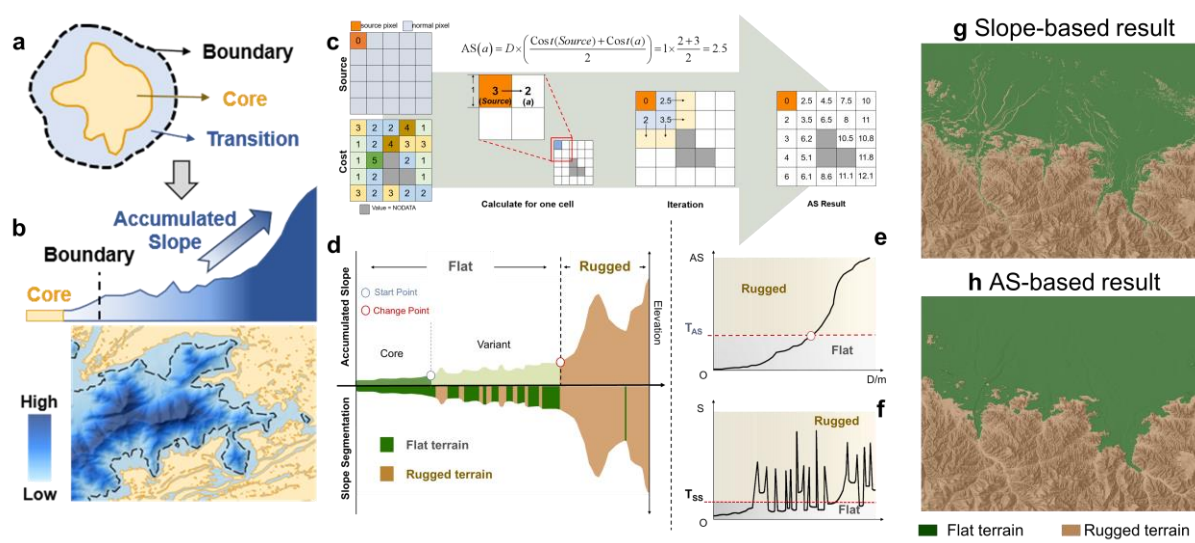 a
Boundary
Core
Transition
b
Accumulated
Slope
Boundary
Core
High
Low
c
source pixel
normal pixel
AS(a) = D × (Cost(Source) + Cost(a) / 2) = 1 × 2+3 / 2 = 2.5
Source
0
Cost
3 2 2 4 1
1 2 4 3 3
1 5 2 1
1 2 1
3 2 3 2 2
Value = NODATA
1
3 2
(Source) (a)
Calculate for one cell
0 2.5
2 3.5
Iteration
0 2.5 4.5 7.5 10
2 3.5 6.5 8 11
3 6.2 10.5 10.8
4 5.1 11.8
6 6.1 8.6 11.1 12.1
AS Result
d
Flat
Rugged
Start Point
Change Point
Core
Variant
Accumulated Slope
Slope Segmentation
Elevation
Flat terrain
Rugged terrain
e
AS
Rugged
TAS
Flat
O
D/m
f
S
Rugged
TSS
Flat
O
g Slope-based result
h AS-based result
Flat terrain
Rugged terrain